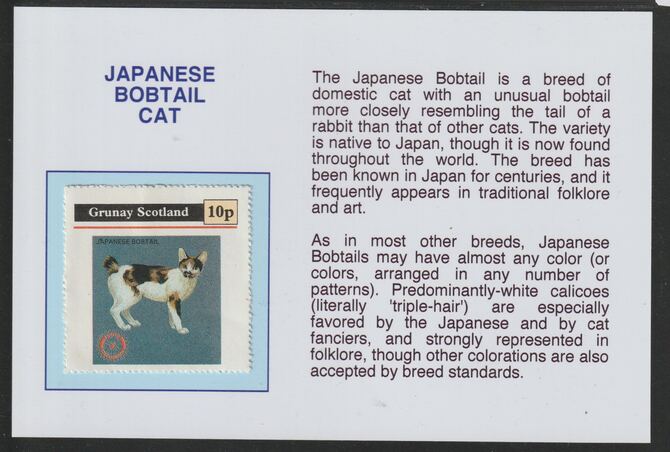 JAPANESE
BOBTAIL
CAT
Grunay Scotland 10p
JAPANESE BOBTAIL
The Japanese Bobtail is a breed of
domestic cat with an unusual bobtail
more closely resembling the tail of a
rabbit than that of other cats. The variety
is native to Japan, though it is now found
throughout the world. The breed has
been known in Japan for centuries, and it
frequently appears in traditional folklore
and art.
As in most other breeds, Japanese
Bobtails may have almost any color (or
colors, arranged in any number of
patterns). Predominantly-white calicoes
(literally 'triple-hair') are especially
favored by the Japanese and by cat
fanciers, and strongly represented in
folklore, though other colorations are also
accepted by breed standards.